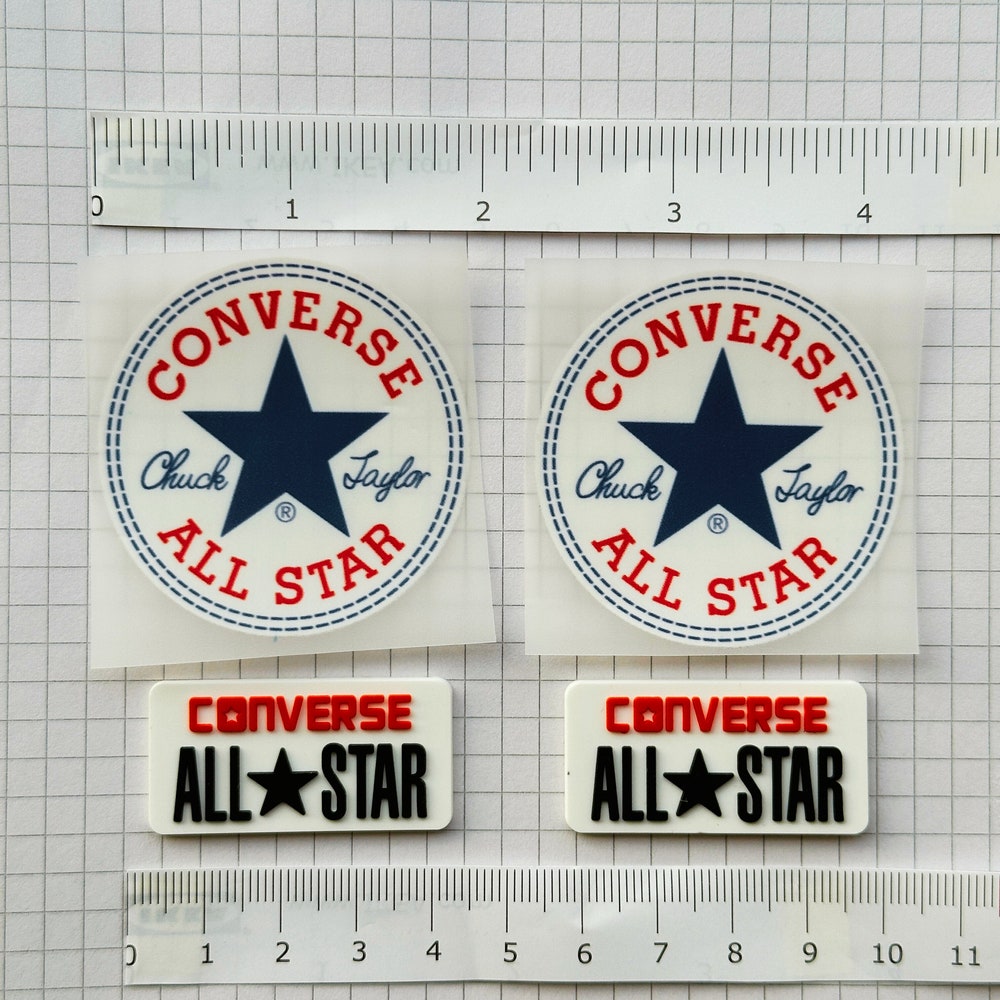 0 1 2 3 4
CONVERSE
Chuck Taylor
®
ALL STAR
CONVERSE
Chuck Taylor
®
ALL STAR
CONVERSE
ALL★STAR
CONVERSE
ALL★STAR
0 1 2 3 4 5 6 7 8 9 10 11